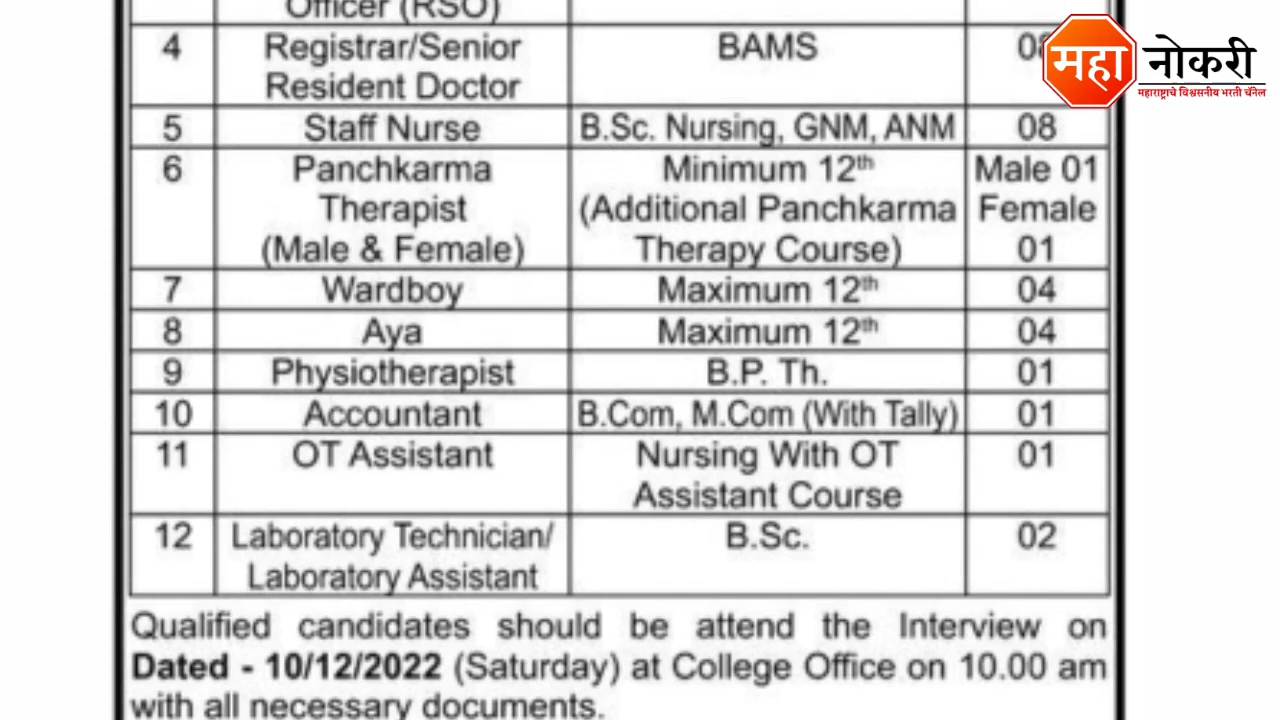 Officer (RSO)
4 Registrar/Senior BAMS
Resident Doctor
महा नोकरी
महाराष्ट्राचे विश्वसनीय भरती चॅनेल
5 Staff Nurse B.Sc. Nursing, GNM, ANM 08
6 Panchkarma Minimum 12th Male 01
Therapist (Additional Panchkarma Female
(Male & Female) Therapy Course) 01
7 Wardboy Maximum 12th 04
8 Aya Maximum 12th 04
9 Physiotherapist B.P. Th. 01
10 Accountant B.Com, M.Com (With Tally) 01
11 OT Assistant Nursing With OT 01
Assistant Course
12 Laboratory Technician/ B.Sc. 02
Laboratory Assistant
Qualified candidates should be attend the Interview on
Dated - 10/12/2022 (Saturday) at College Office on 10.00 am
with all necessary documents.